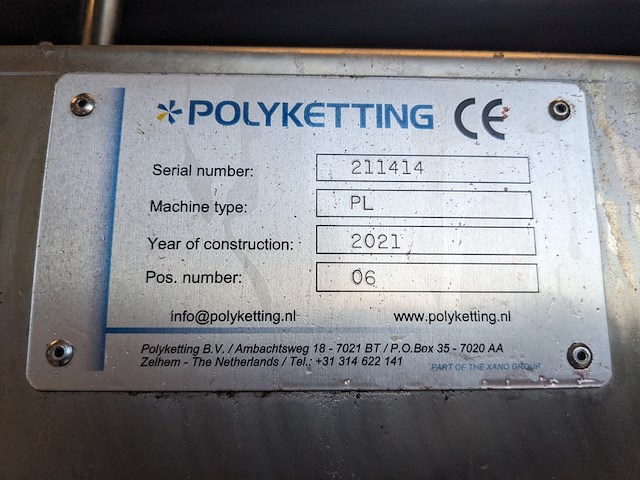 POLYKETTING CE
Serial number: 211414
Machine type: PL
Year of construction: 2021
Pos. number: 06
info@polyketting.nl www.polyketting.nl
Polyketting B.V. / Ambachtsweg 18 - 7021 BT / P.O.Box 35 - 7020 AA
Zelhem - The Netherlands / Tel.: +31 314 622 141
PART OF THE XANO GROUP